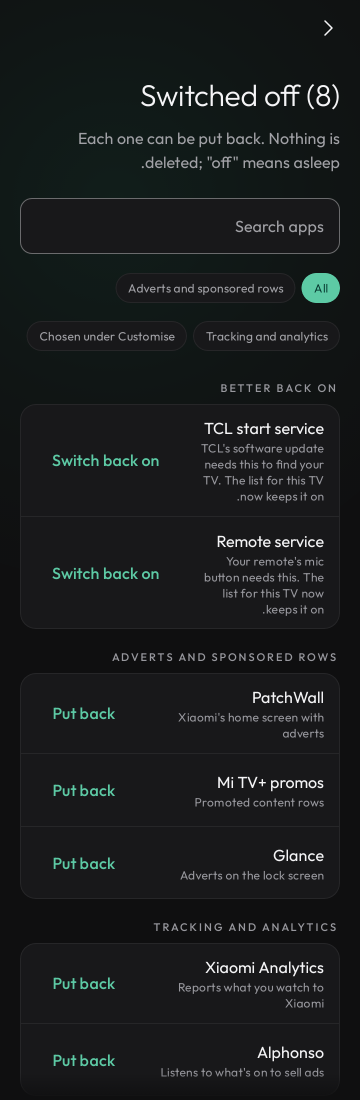 Switched off (8)
Each one can be put back. Nothing is
deleted; "off" means asleep.
Search apps
All
Adverts and sponsored rows
Tracking and analytics
Chosen under Customise
BETTER BACK ON
TCL start service
TCL's software update
needs this to find your
TV. The list for this TV
now keeps it on.
Switch back on
Remote service
Your remote's mic
button needs this. The
list for this TV now
keeps it on.
Switch back on
ADVERTS AND SPONSORED ROWS
PatchWall
Xiaomi's home screen with
adverts
Put back
Mi TV+ promos
Promoted content rows
Put back
Glance
Adverts on the lock screen
Put back
TRACKING AND ANALYTICS
Xiaomi Analytics
Reports what you watch to
Xiaomi
Put back
Alphonso
Listens to what's on to sell ads
Put back